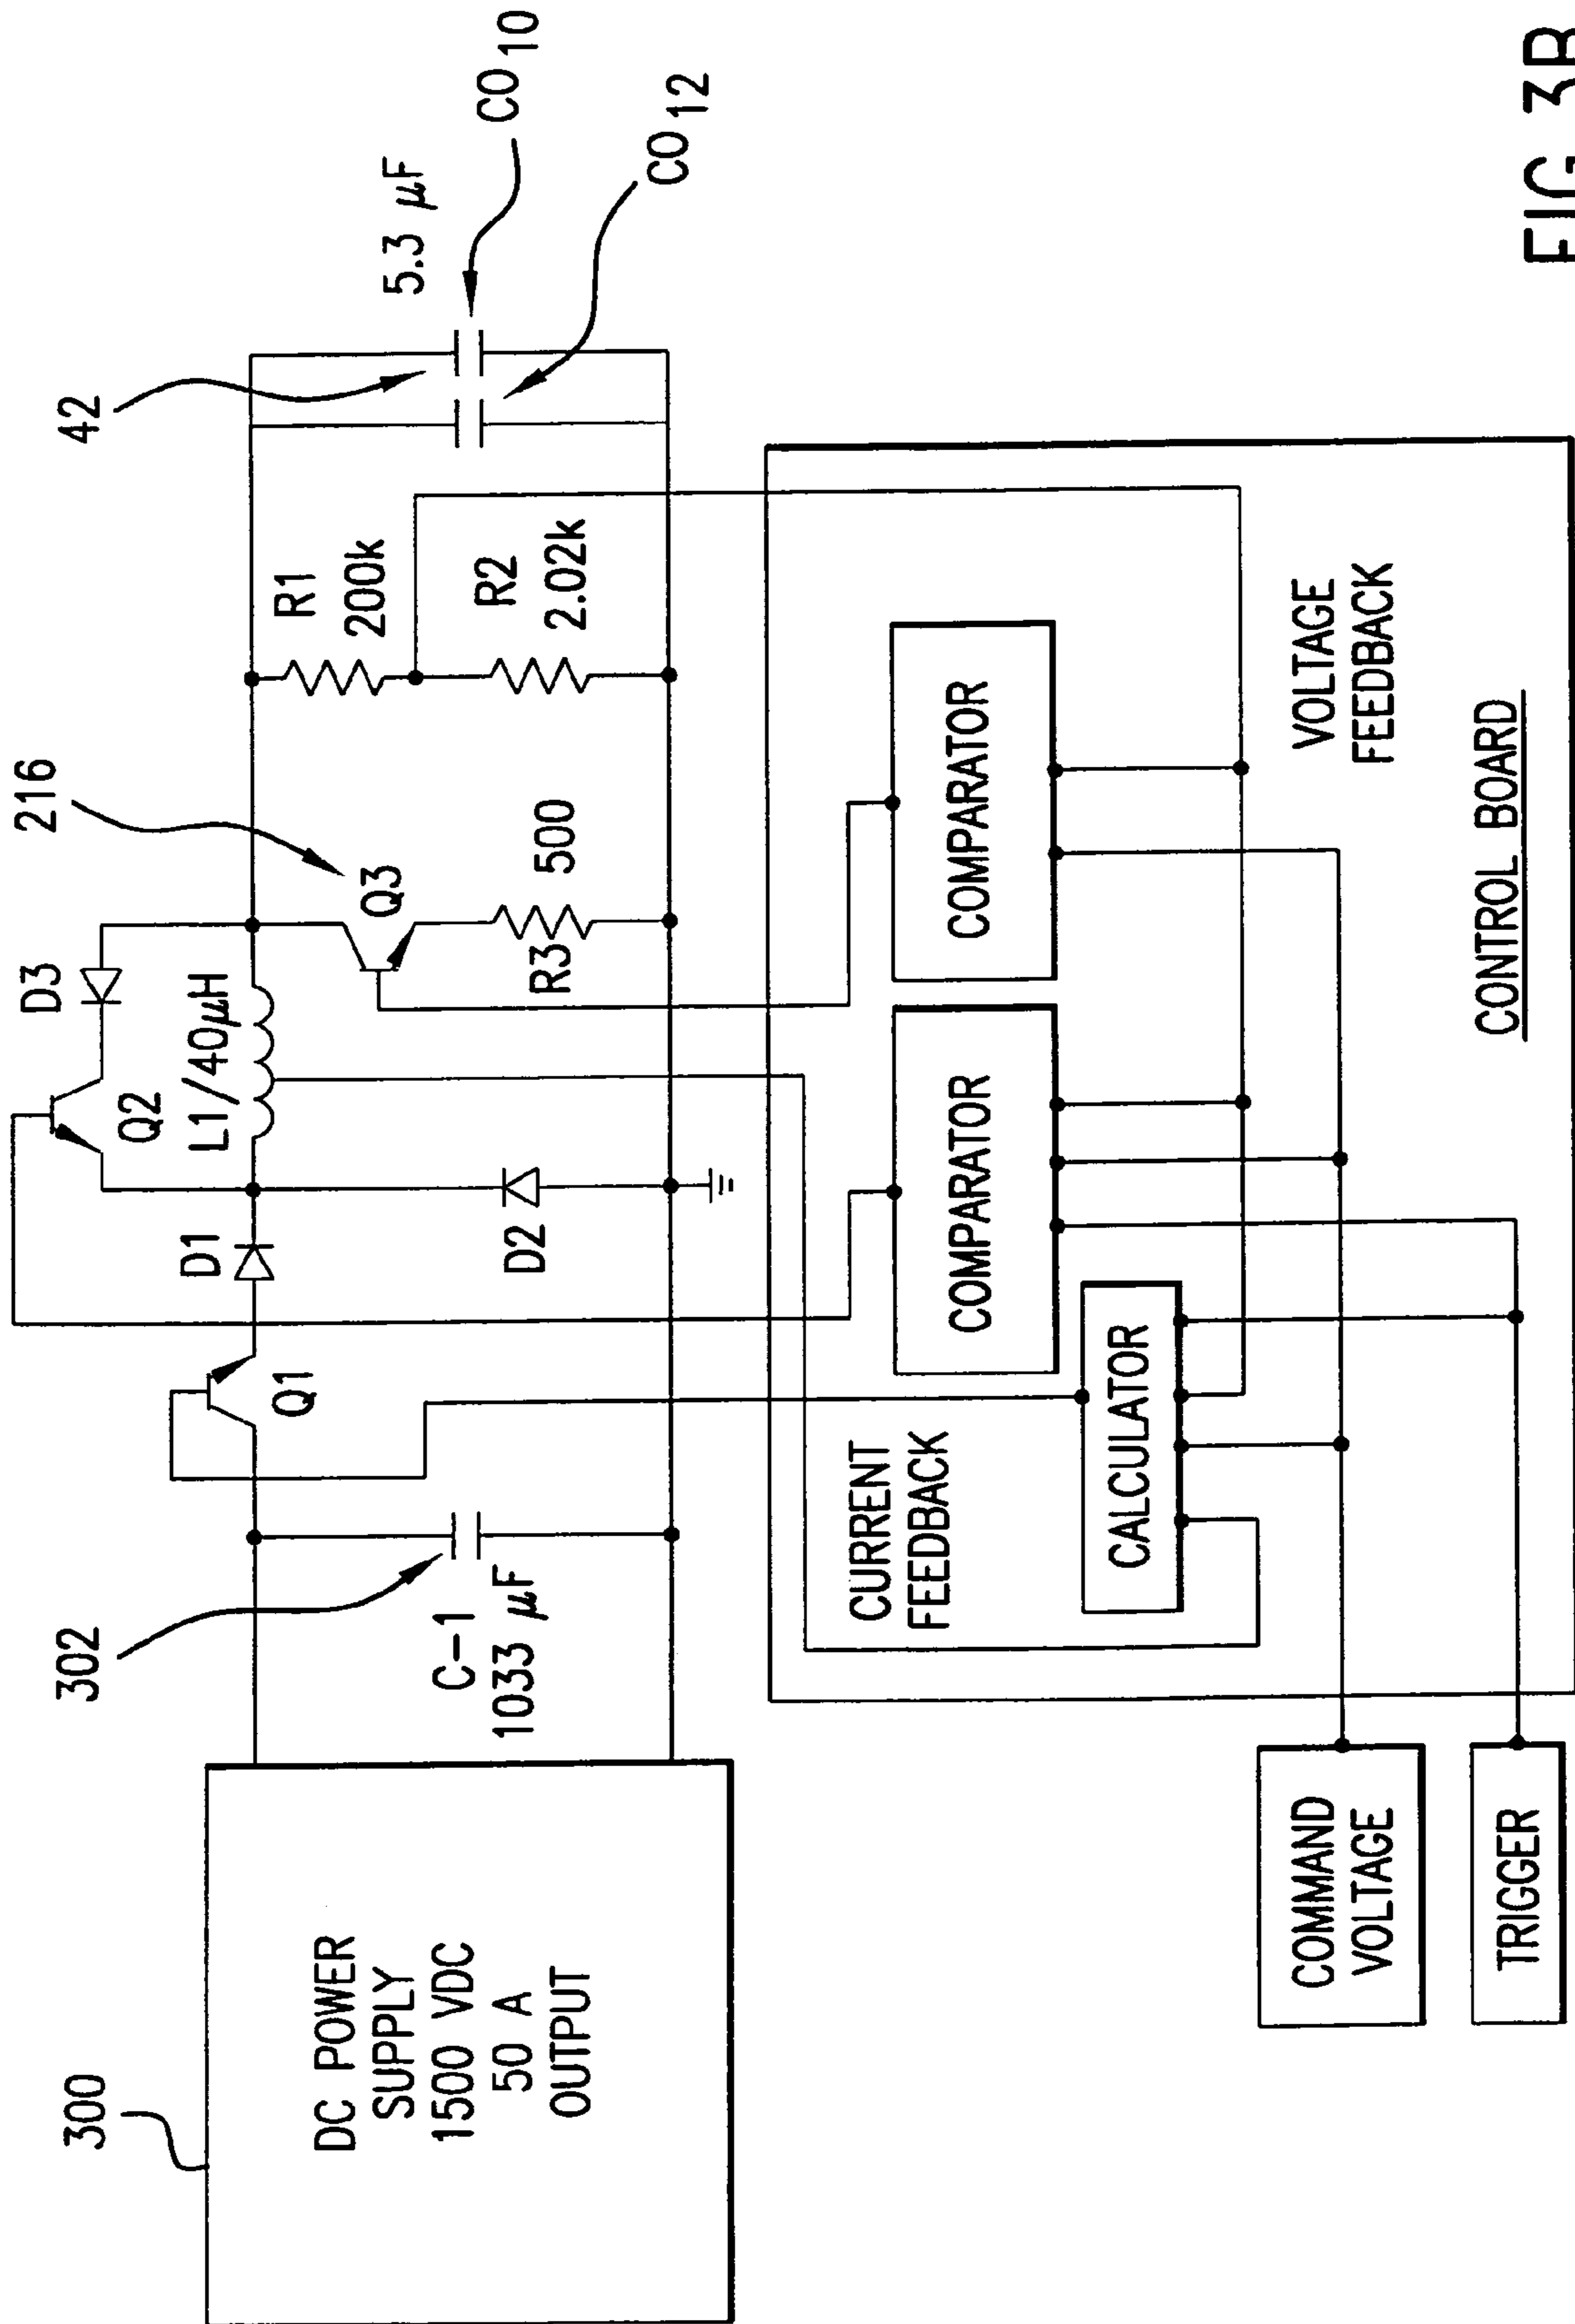 300
DC POWER
SUPPLY
1500 VDC
50 A
OUTPUT
302
C-1
1033 μF
Q1
D1
D2
Q2
D3
L1/40μH
216
Q3
R3
500
R1
200k
R2
2.02k
42
5.3 μF
CO10
CO12
CURRENT
FEEDBACK
CALCULATOR
COMPARATOR
COMPARATOR
VOLTAGE
FEEDBACK
CONTROL BOARD
COMMAND
VOLTAGE
TRIGGER